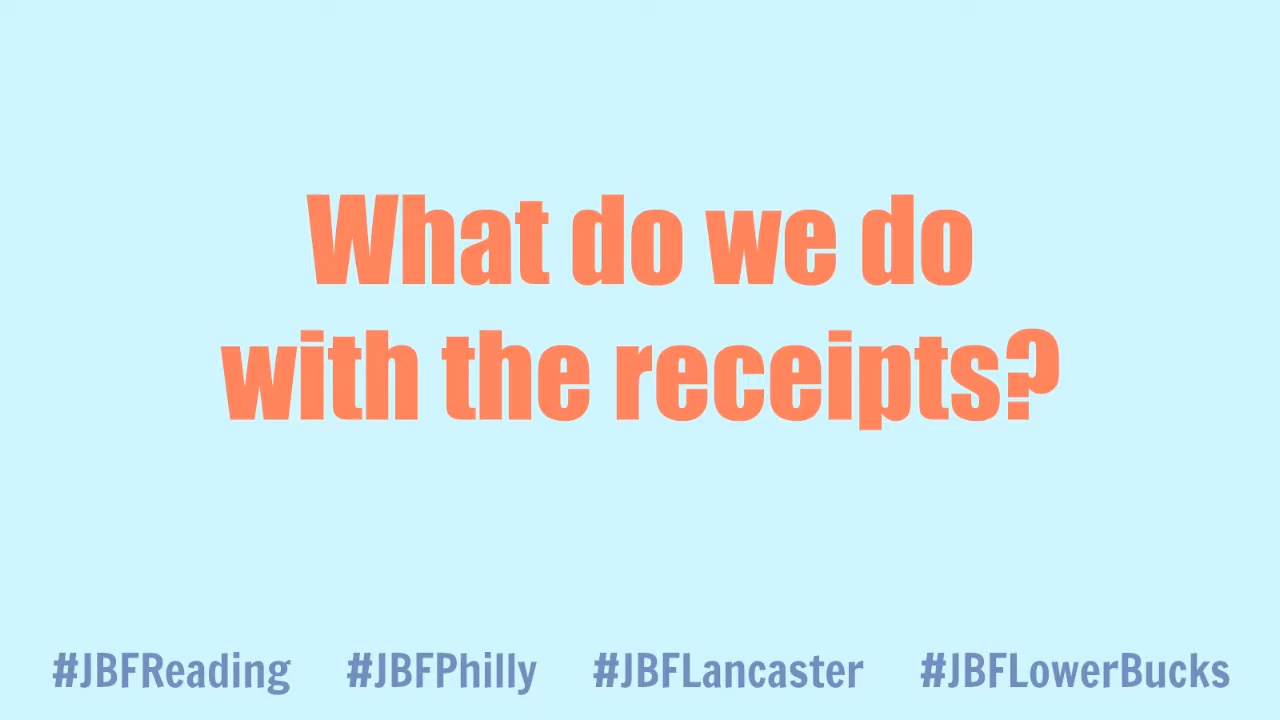 What do we do
with the receipts?
#JBFReading #JBFPhilly #JBFLancaster #JBFLowerBucks